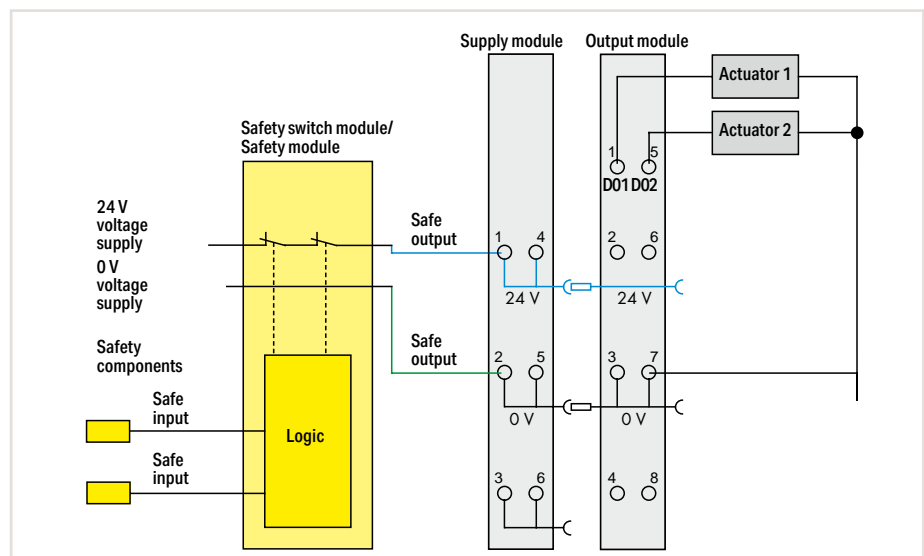 Supply module
Output module
Actuator 1
Actuator 2
Safety switch module/
Safety module
1
5
D01 D02
24 V
voltage
supply
Safe
output
1
4
2
6
24 V
24 V
0 V
voltage
supply
Safety
components
Safe
output
2
5
3
7
0 V
0 V
Safe
input
Logic
Safe
input
3
6
4
8